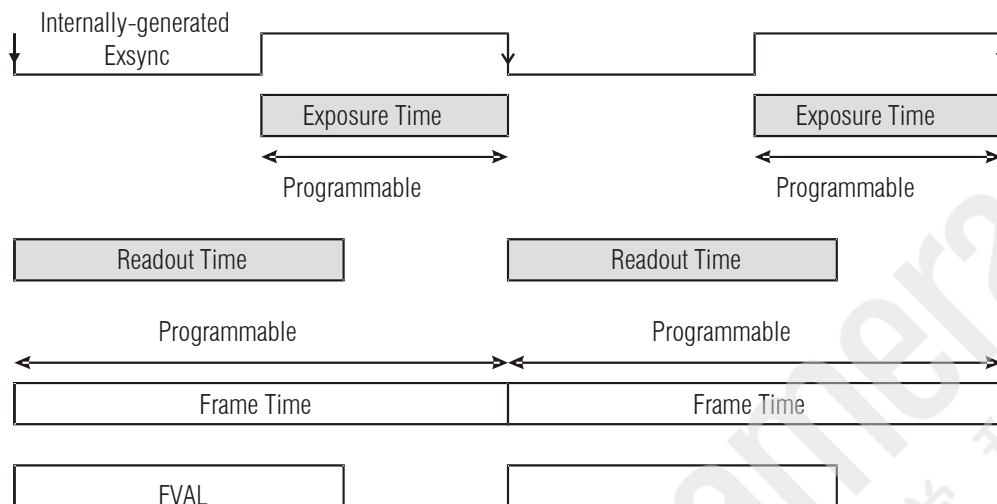 Internally-generated
Exsync
Exposure Time
Exposure Time
Programmable
Programmable
Readout Time
Readout Time
Programmable
Programmable
Frame Time
Frame Time
FVAL